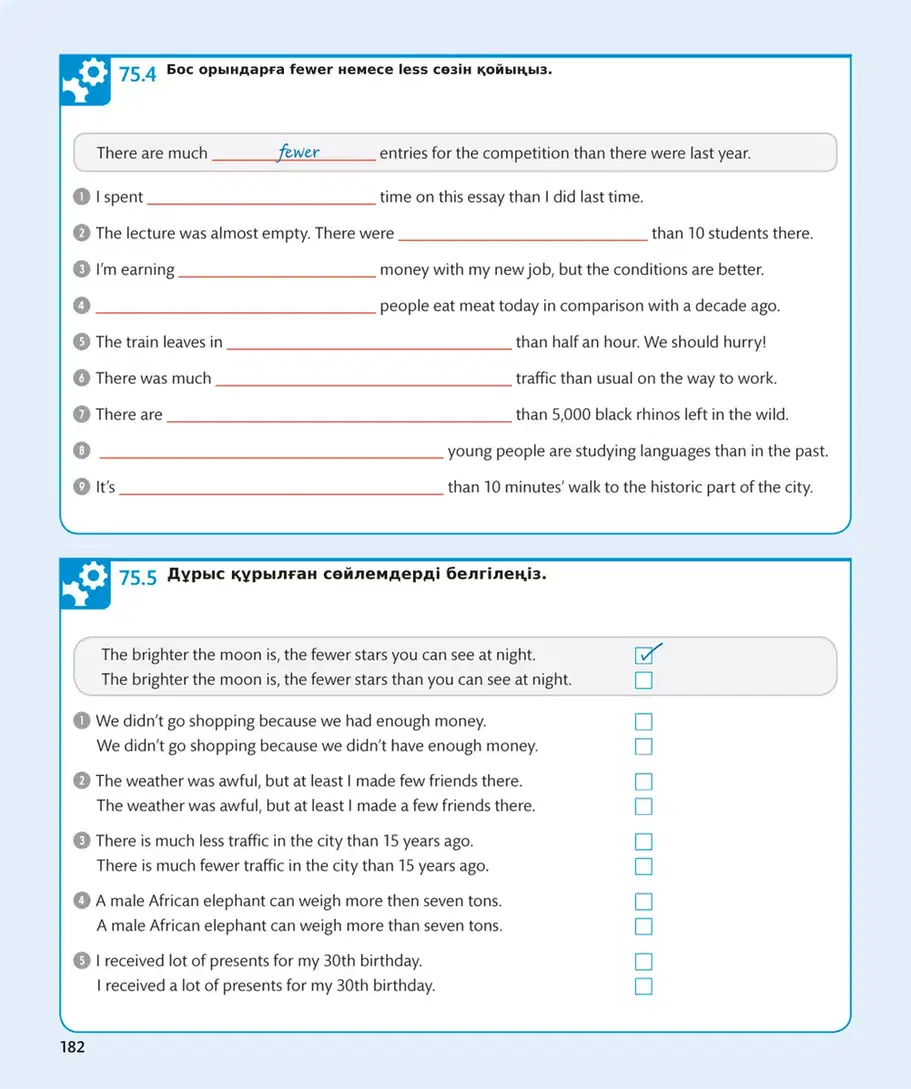 75.4 Бос орындарға fewer немесе less сөзін қойыңыз.
There are much fewer entries for the competition than there were last year.
1 I spent ______ time on this essay than I did last time.
2 The lecture was almost empty. There were ______ than 10 students there.
3 I’m earning ______ money with my new job, but the conditions are better.
4 ______ people eat meat today in comparison with a decade ago.
5 The train leaves in ______ than half an hour. We should hurry!
6 There was much ______ traffic than usual on the way to work.
7 There are ______ than 5,000 black rhinos left in the wild.
8 ______ young people are studying languages than in the past.
9 It’s ______ than 10 minutes’ walk to the historic part of the city.
75.5 Дұрыс құрылған сөйлемдерді белгілеңіз.
The brighter the moon is, the fewer stars you can see at night.
The brighter the moon is, the fewer stars than you can see at night.
1 We didn’t go shopping because we had enough money.
We didn’t go shopping because we didn’t have enough money.
2 The weather was awful, but at least I made few friends there.
The weather was awful, but at least I made a few friends there.
3 There is much less traffic in the city than 15 years ago.
There is much fewer traffic in the city than 15 years ago.
4 A male African elephant can weigh more then seven tons.
A male African elephant can weigh more than seven tons.
5 I received lot of presents for my 30th birthday.
I received a lot of presents for my 30th birthday.
182